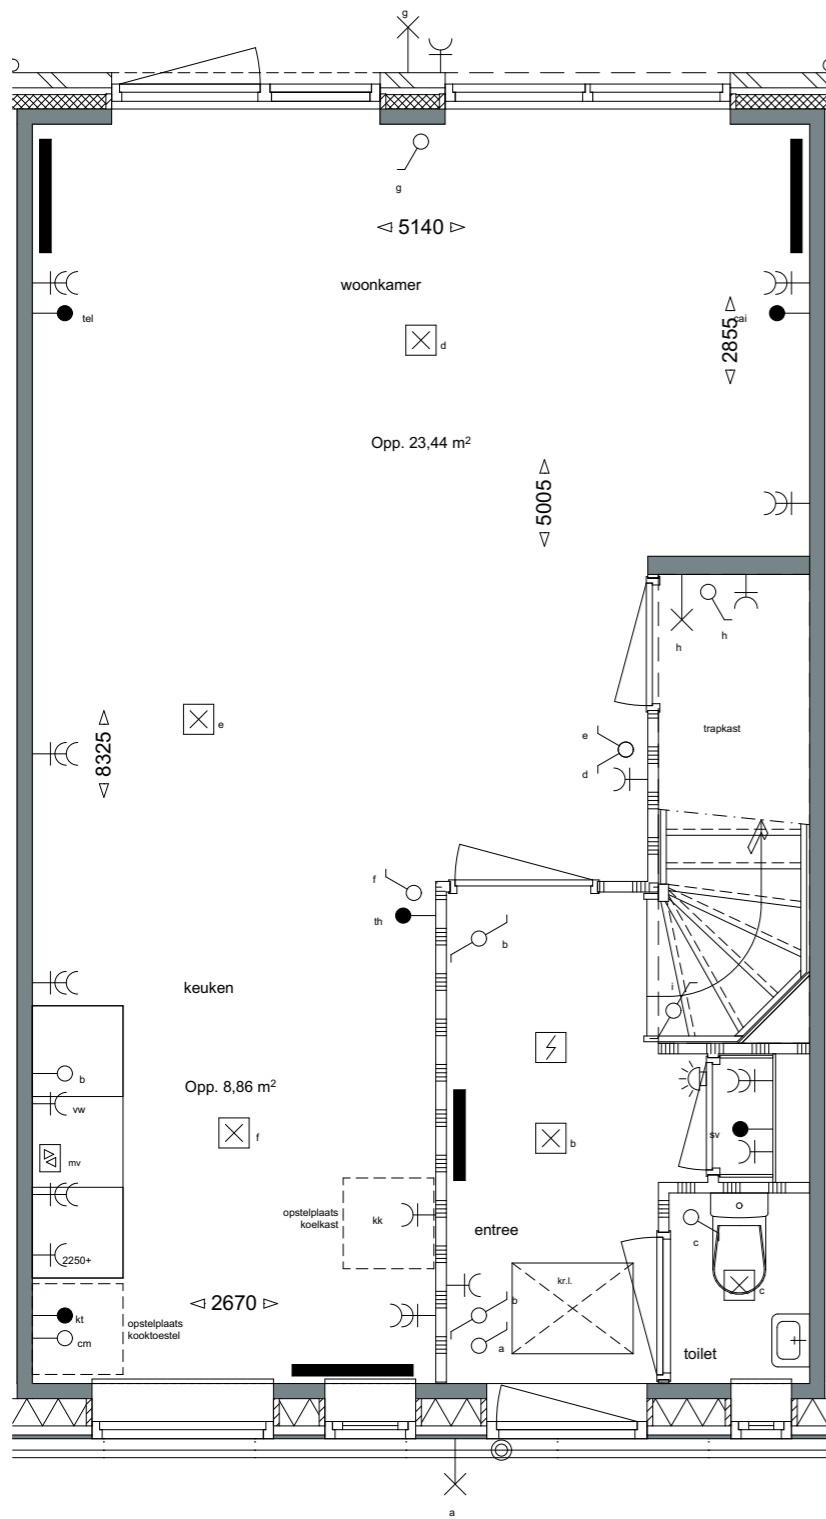 g
g
5140
woonkamer
tel
cai
d
2855
Opp. 23,44 m²
5005
h
h
trapkast
e
e
d
8325
f
th
b
keuken
i
b
Opp. 8,86 m²
vw
f
b
sv
mv
opstelplaats
koelkast
kk
entree
c
2250+
kr.l.
c
2670
kt
cm
opstelplaats
kooktoestel
b
a
toilet
a